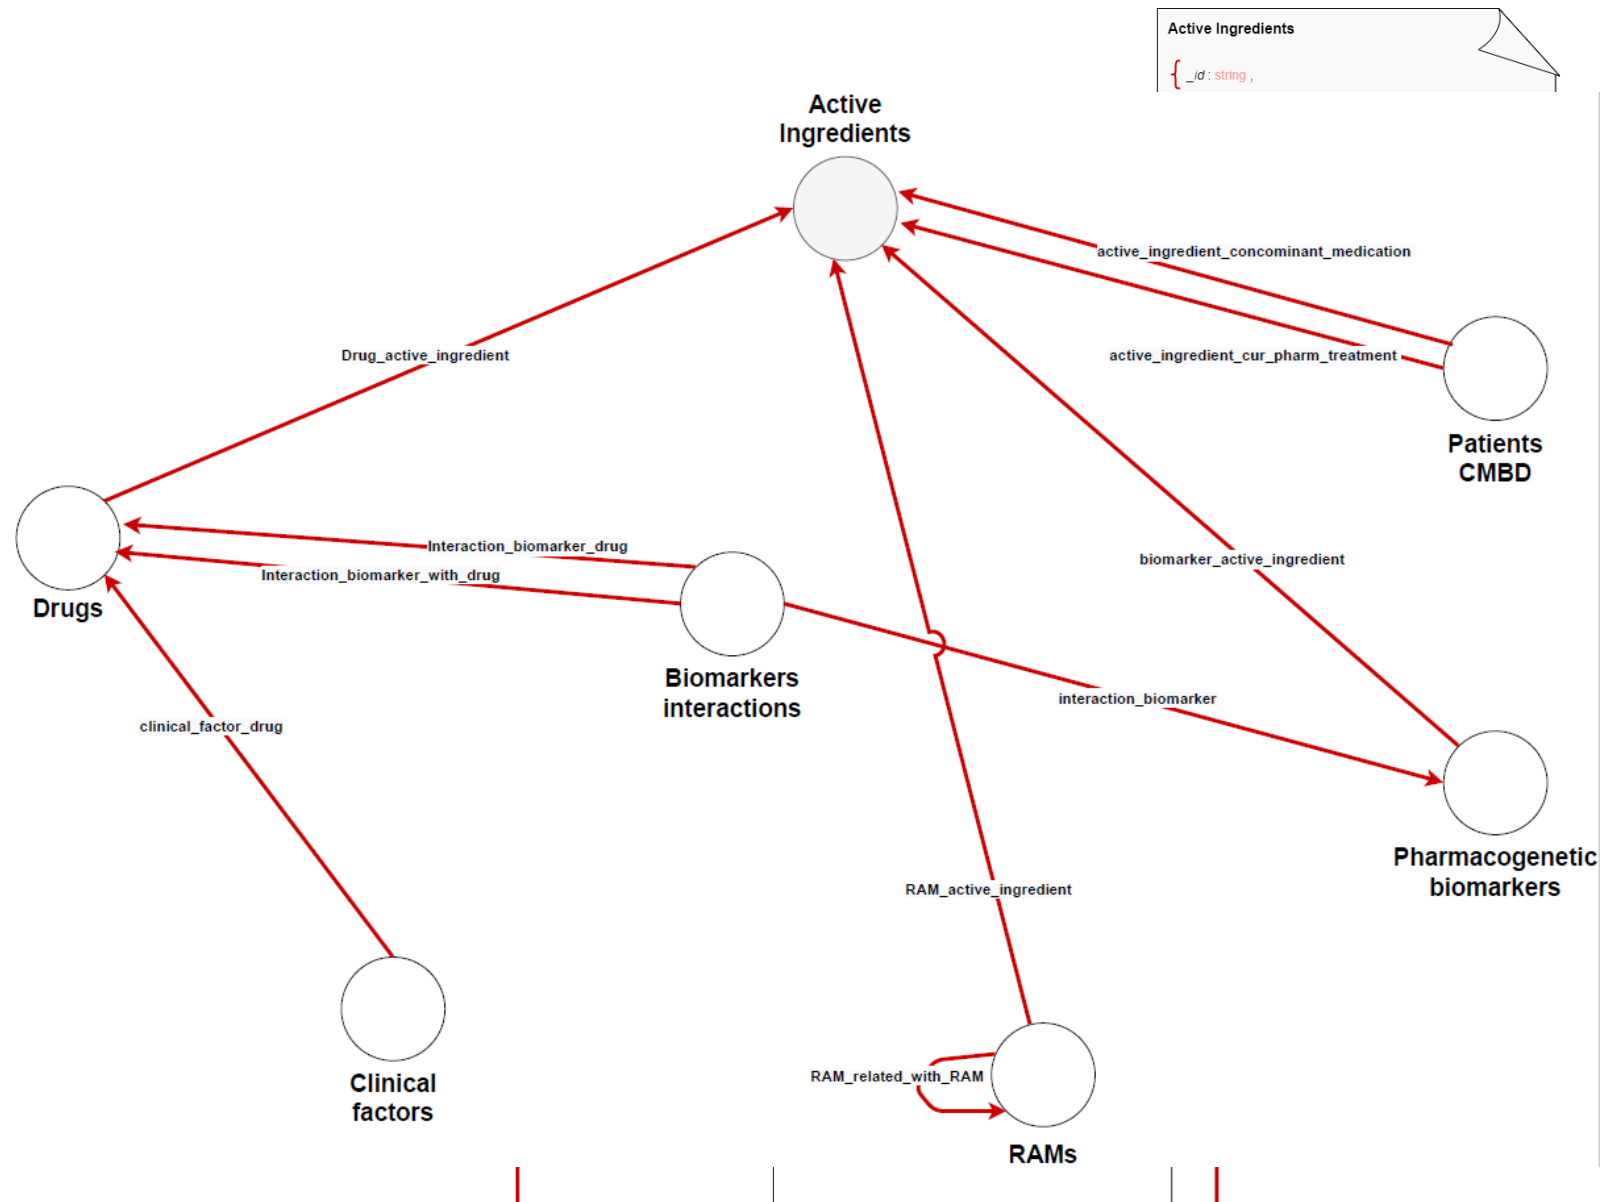 Active Ingredients
{ _id : string ,
Active
Ingredients
active_ingredient_concominant_medication
Drug_active_ingredient
active_ingredient_cur_pharm_treatment
Patients
CMBD
Interaction_biomarker_drug
biomarker_active_ingredient
Interaction_biomarker_with_drug
Drugs
Biomarkers
interactions
interaction_biomarker
clinical_factor_drug
Pharmacogenetic
biomarkers
RAM_active_ingredient
RAM_related_with_RAM
Clinical
factors
RAMs